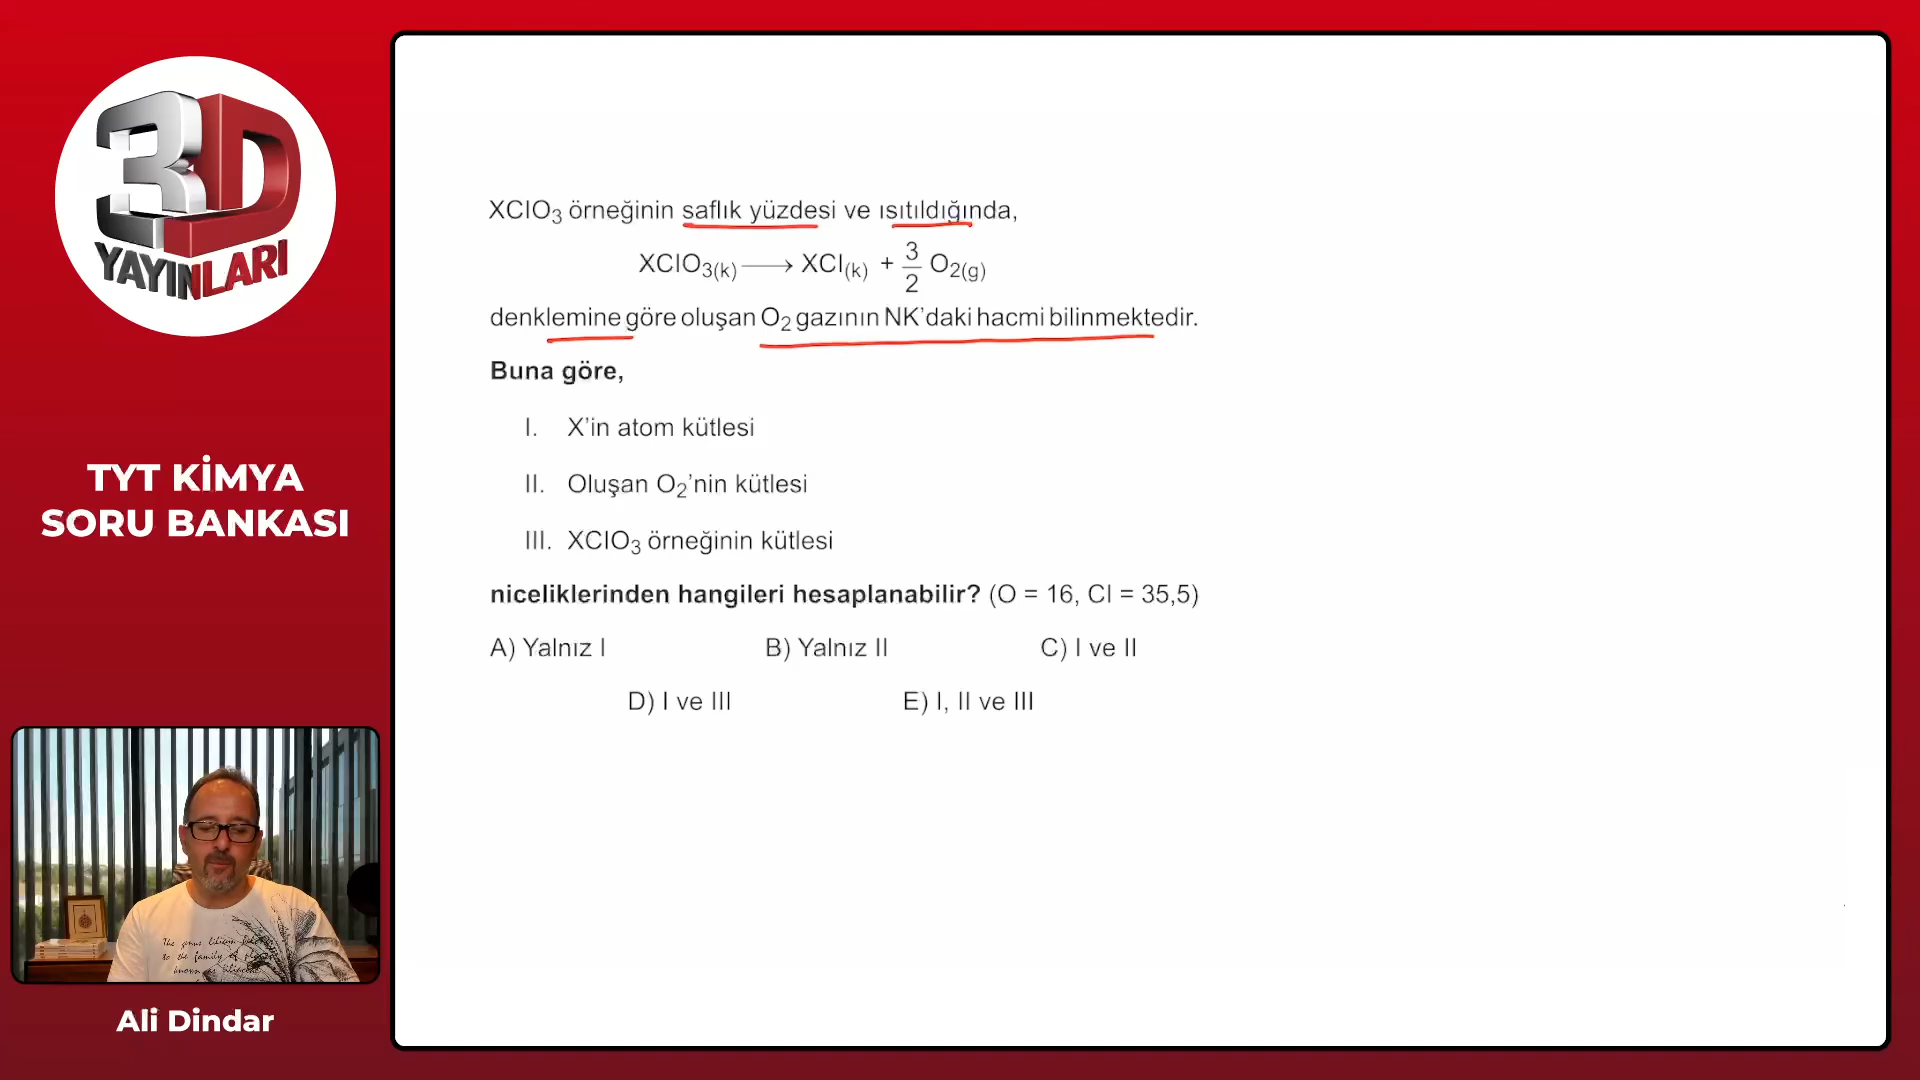 3D
YAYINLARI
TYT KİMYA
SORU BANKASI
Ali Dindar
XClO3 örneğinin saflık yüzdesi ve ısıtıldığında,
XClO3(k) ⟶ XCl(k) + 3/2 O2(g)
denklemine göre oluşan O2 gazının NK'daki hacmi bilinmektedir.
Buna göre,
I. X'in atom kütlesi
II. Oluşan O2'nin kütlesi
III. XClO3 örneğinin kütlesi
niceliklerinden hangileri hesaplanabilir? (O = 16, Cl = 35,5)
A) Yalnız I B) Yalnız II C) I ve II
D) I ve III E) I, II ve III